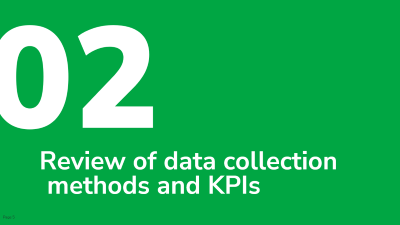 02
Review of data collection
methods and KPIs